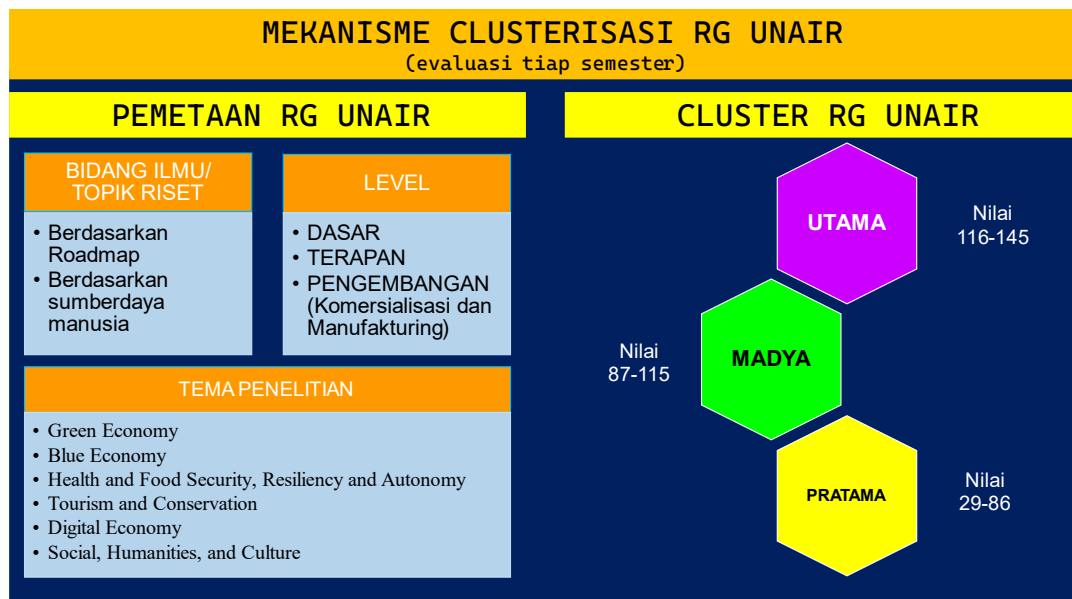 MEKANISME CLUSTERISASI RG UNAIR
(evaluasi tiap semester)
PEMETAAN RG UNAIR
BIDANG ILMU/
TOPIK RISET
• Berdasarkan
Roadmap
• Berdasarkan
sumberdaya
manusia
LEVEL
• DASAR
• TERAPAN
• PENGEMBANGAN
(Komersialisasi dan
Manufakturing)
TEMA PENELITIAN
• Green Economy
• Blue Economy
• Health and Food Security, Resiliency and Autonomy
• Tourism and Conservation
• Digital Economy
• Social, Humanities, and Culture
CLUSTER RG UNAIR
UTAMA
Nilai
116-145
Nilai
87-115
MADYA
PRATAMA
Nilai
29-86